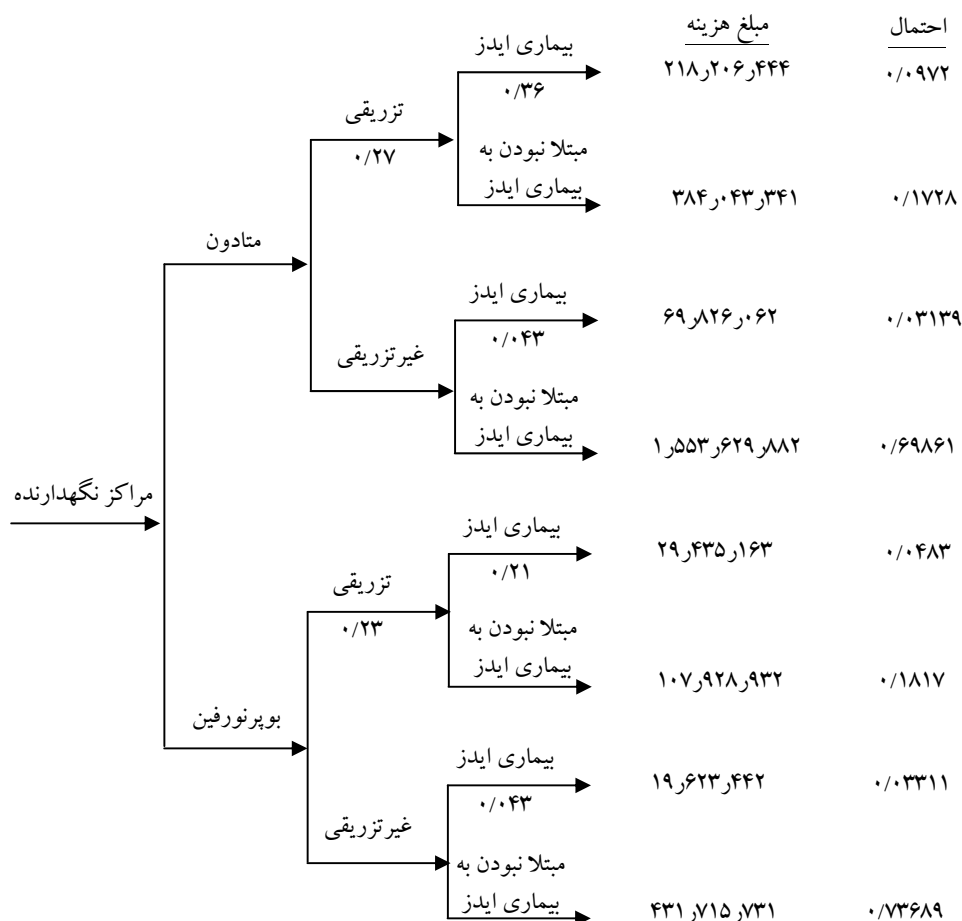 احتمال
مبلغ هزینه
بیماری ایدز
۰/۳۶
۲۱۸٫۲۰۶٫۴۴۴
۰/۰۹۷۲
تزریقی
۰/۲۷
مبتلا نبودن به
بیماری ایدز
۳۸۴٫۰۴۳٫۳۴۱
۰/۱۷۲۸
متادون
بیماری ایدز
۰/۰۴۳
۶۹٫۸۲۶٫۰۶۲
۰/۰۳۱۳۹
غیرتزریقی
مبتلا نبودن به
بیماری ایدز
۱٫۵۵۳٫۶۲۹٫۸۸۲
۰/۶۹۸۶۱
مراکز نگهدارنده
بیماری ایدز
۰/۲۱
۲۹٫۴۳۵٫۱۶۳
۰/۰۴۸۳
تزریقی
۰/۲۳
مبتلا نبودن به
بیماری ایدز
۱۰۷٫۹۲۸٫۹۳۲
۰/۱۸۱۷
بوپرنورفین
بیماری ایدز
۰/۰۴۳
۱۹٫۶۲۳٫۴۴۲
۰/۰۳۳۱۱
غیرتزریقی
مبتلا نبودن به
بیماری ایدز
۴۳۱٫۷۱۵٫۷۳۱
۰/۷۳۶۸۹